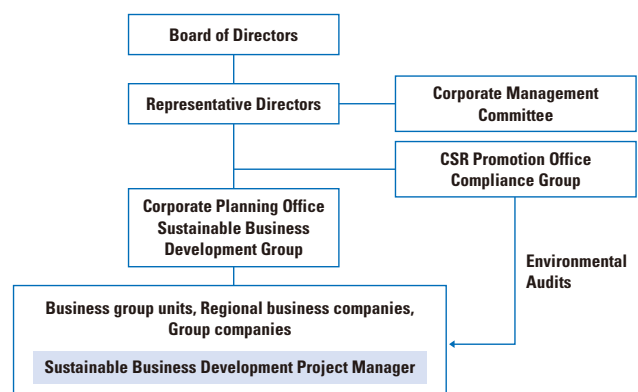 Board of Directors
Representative Directors
Corporate Management
Committee
CSR Promotion Office
Compliance Group
Corporate Planning Office
Sustainable Business
Development Group
Environmental
Audits
Business group units, Regional business companies,
Group companies
Sustainable Business Development Project Manager